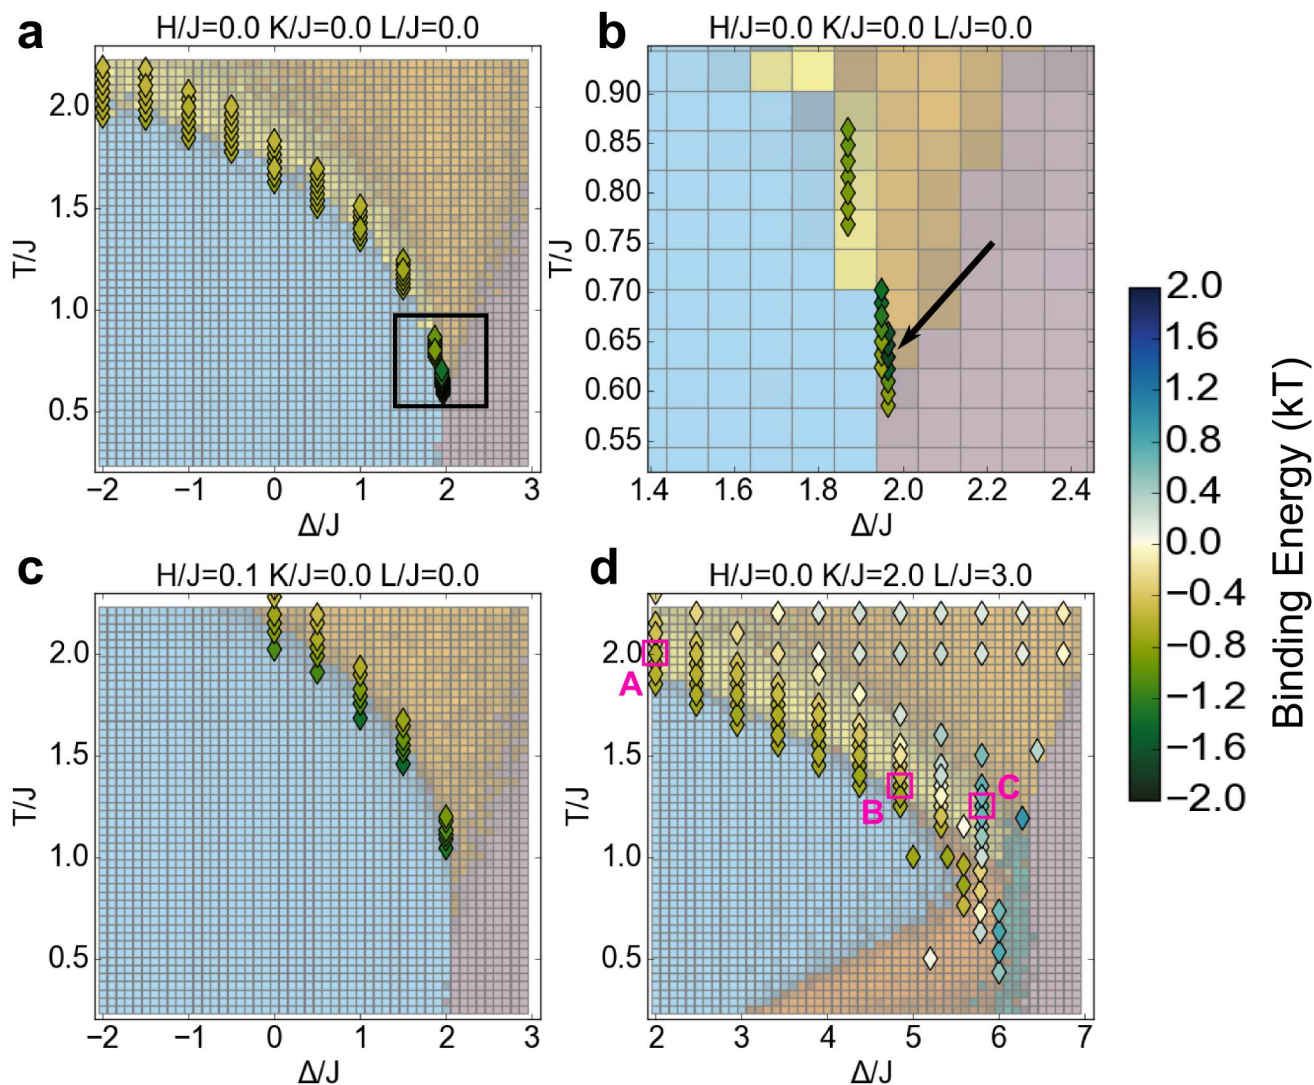 a
H/J=0.0 K/J=0.0 L/J=0.0
2.0
1.5
1.0
0.5
T/J
−2 −1 0 1 2 3
Δ/J
b
H/J=0.0 K/J=0.0 L/J=0.0
0.90
0.85
0.80
0.75
0.70
0.65
0.60
0.55
T/J
1.4 1.6 1.8 2.0 2.2 2.4
Δ/J
c
H/J=0.1 K/J=0.0 L/J=0.0
2.0
1.5
1.0
0.5
T/J
−2 −1 0 1 2 3
Δ/J
d
H/J=0.0 K/J=2.0 L/J=3.0
2.0
1.5
1.0
0.5
T/J
A
B
C
2 3 4 5 6 7
Δ/J
2.0
1.6
1.2
0.8
0.4
0.0
−0.4
−0.8
−1.2
−1.6
−2.0
Binding Energy (kT)